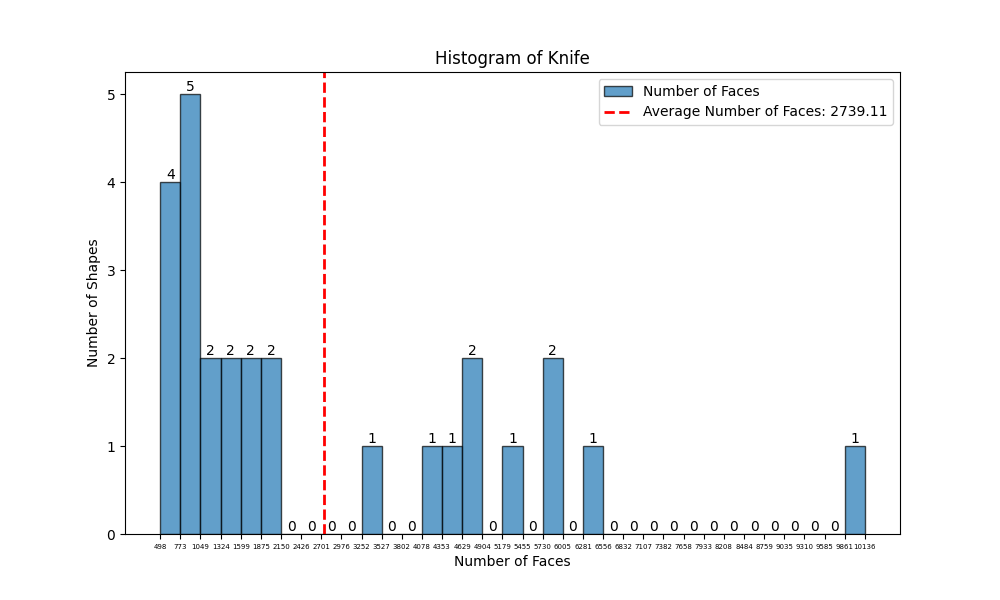 Histogram of Knife
Number of Faces
Average Number of Faces: 2739.11
Number of Shapes
5
4
3
2
1
0
4 5 2 2 2 2 0 0 0 0 1 0 0 1 1 2 0 1 0 2 0 1 0 0 0 0 0 0 0 0 0 0 0 0 1
498 773 1049 1324 1599 1875 2150 2426 2701 2976 3252 3527 3802 4078 4353 4629 4904 5179 5455 5730 6005 6281 6556 6832 7107 7382 7658 7933 8208 8484 8759 9035 9310 9585 9861 10136
Number of Faces